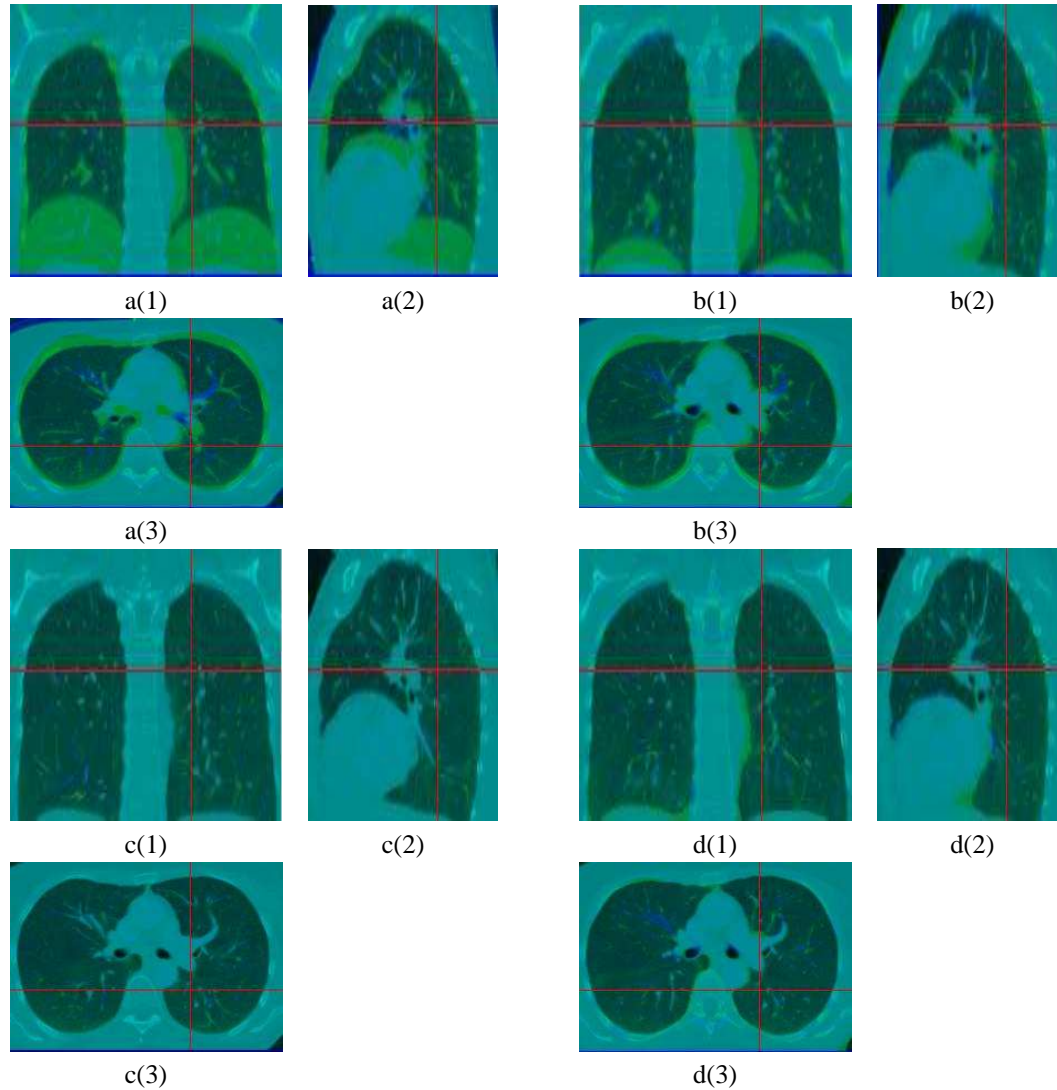 a(1) a(2) b(1) b(2)
a(3) b(3)
c(1) c(2) d(1) d(2)
c(3) d(3)